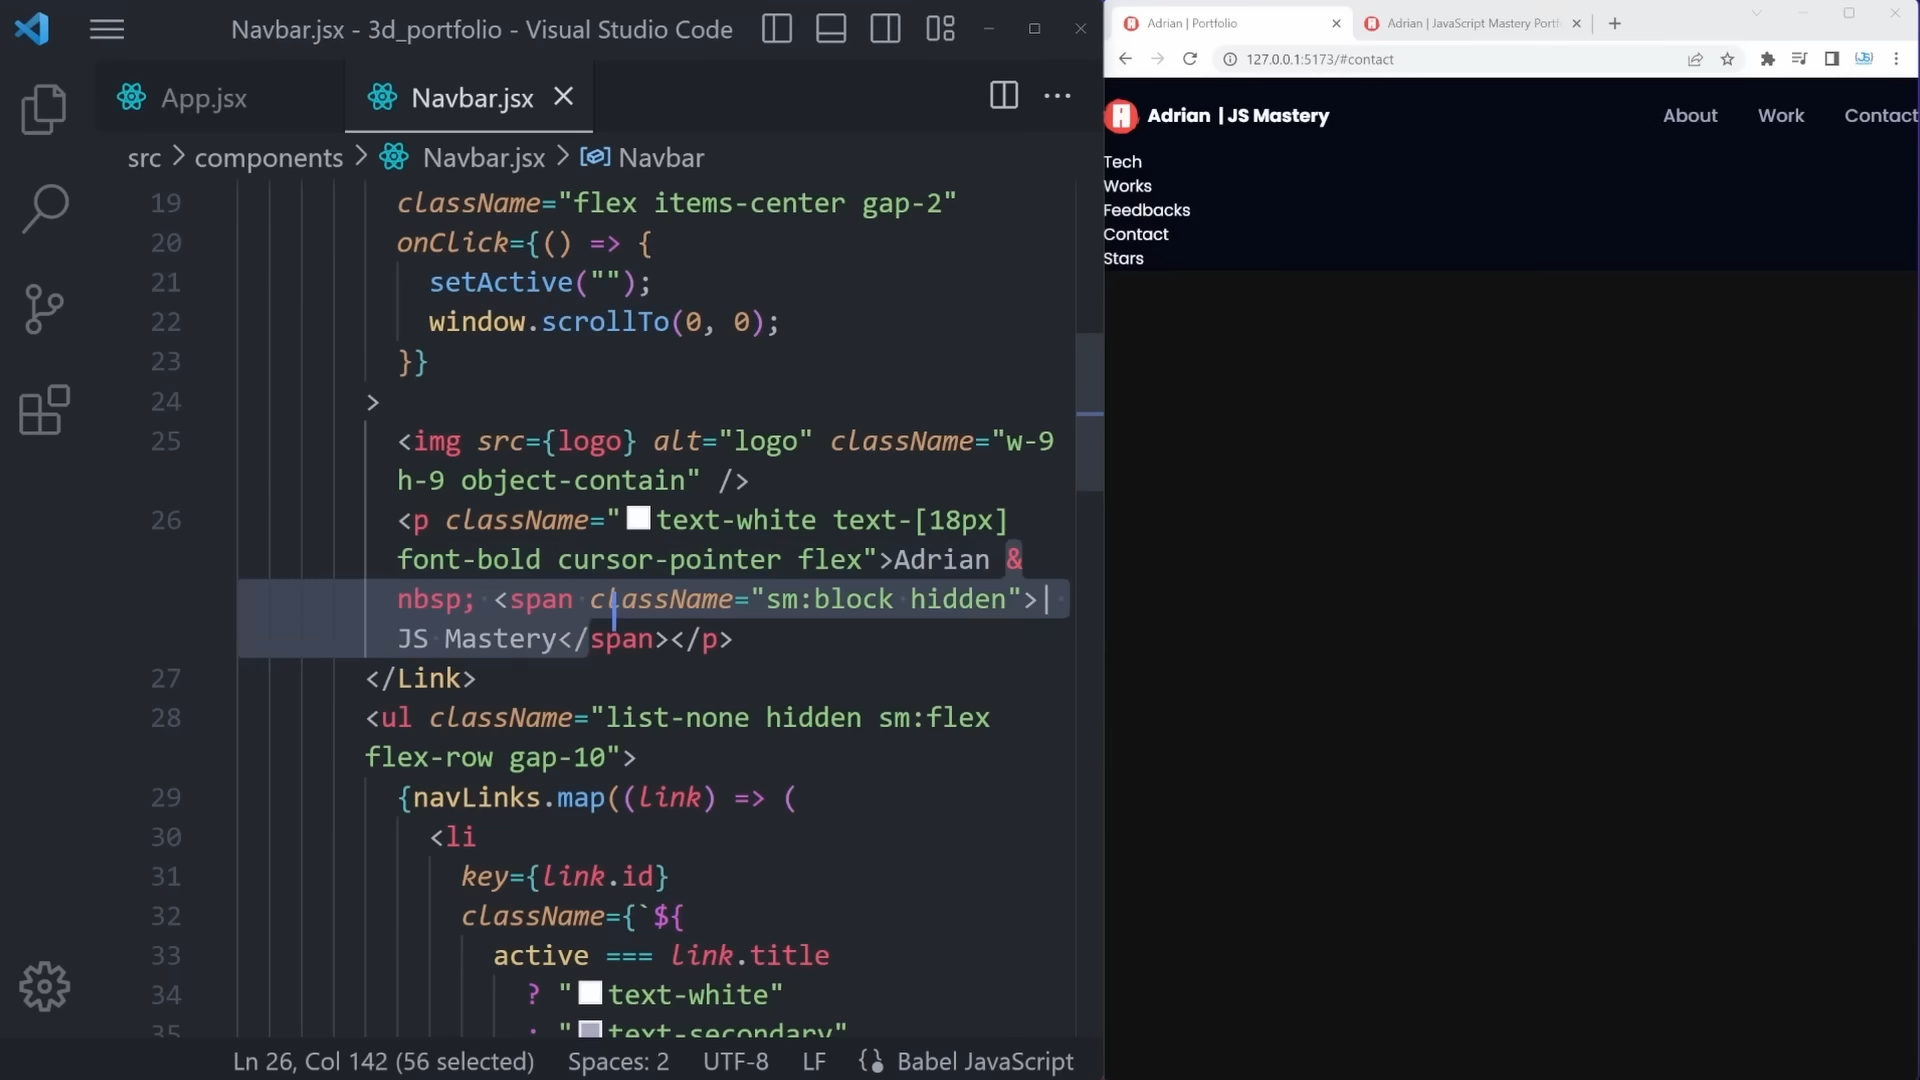 Navbar.jsx - 3d_portfolio - Visual Studio Code
App.jsx
Navbar.jsx
src > components > Navbar.jsx > Navbar
19 className="flex items-center gap-2"
20 onClick={() => {
21 setActive("");
22 window.scrollTo(0, 0);
23 }}
24 >
25 <img src={logo} alt="logo" className="w-9
h-9 object-contain" />
26 <p className="text-white text-[18px]
font-bold cursor-pointer flex">Adrian &
nbsp; <span className="sm:block hidden">|
JS Mastery</span></p>
27 </Link>
28 <ul className="list-none hidden sm:flex
flex-row gap-10">
29 {navLinks.map((link) => (
30 <li
31 key={link.id}
32 className={`${
33 active === link.title
34 ? "text-white"
35 : "text-secondary"
Ln 26, Col 142 (56 selected) Spaces: 2 UTF-8 LF {} Babel JavaScript
Adrian | Portfolio
Adrian | JavaScript Mastery Portf
127.0.0.1:5173/#contact
Adrian | JS Mastery
About Work Contact
Tech
Works
Feedbacks
Contact
Stars